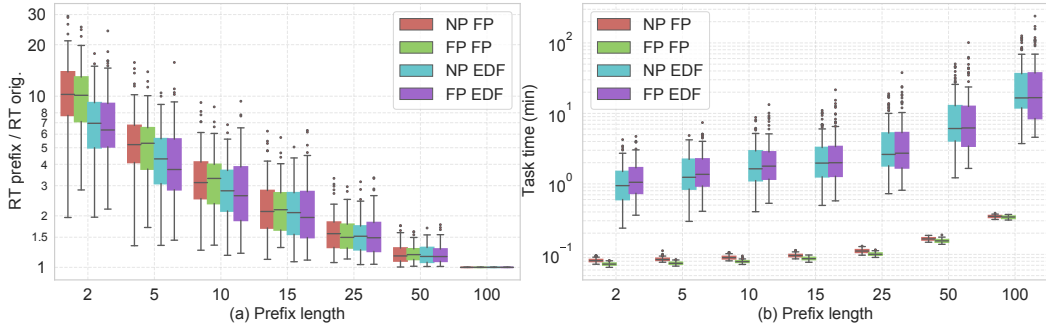 RT prefix / RT orig.
30
20
10
7
6
5
4
3
2
1.5
1
NP FP
FP FP
NP EDF
FP EDF
2 5 10 15 25 50 100
(a) Prefix length
Task time (min)
10²
10¹
10⁰
10⁻¹
NP FP
FP FP
NP EDF
FP EDF
2 5 10 15 25 50 100
(b) Prefix length